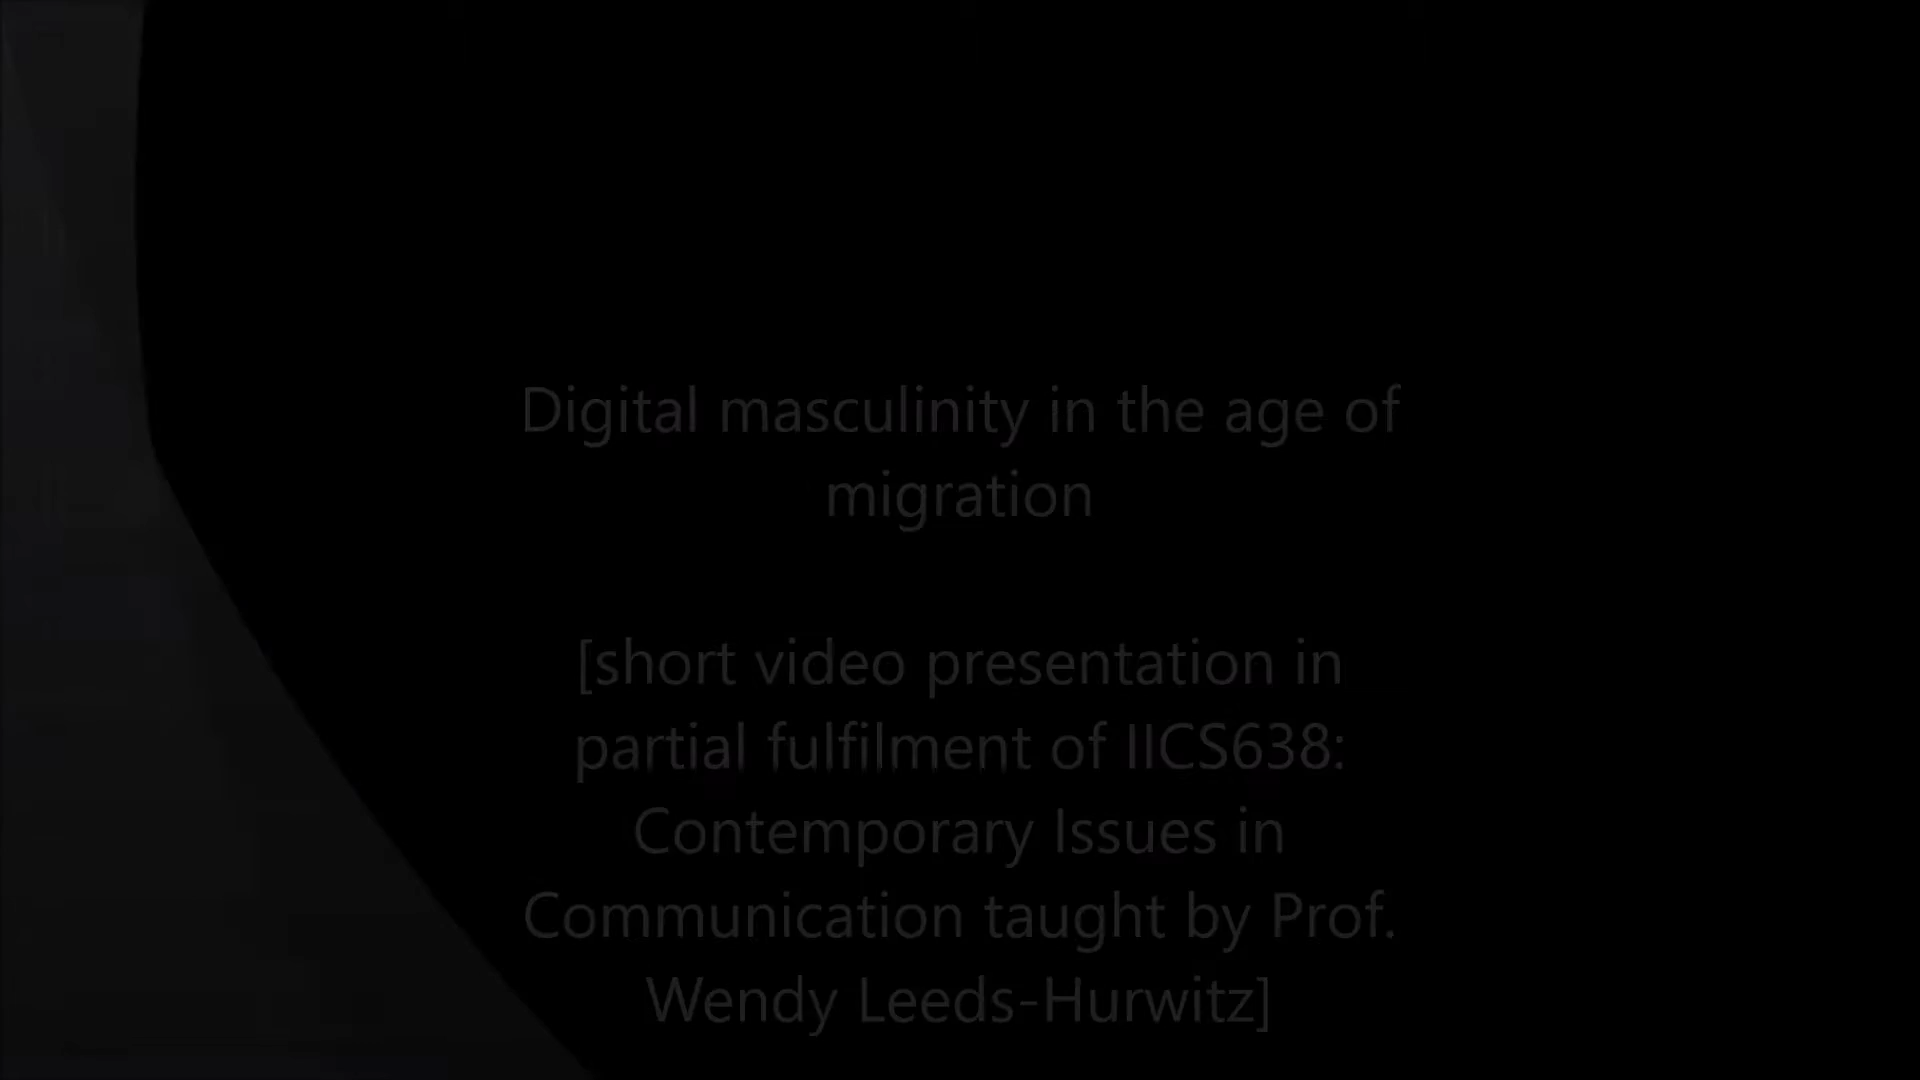 Digital masculinity in the age of
migration
[short video presentation in
partial fulfilment of IICS638:
Contemporary Issues in
Communication taught by Prof.
Wendy Leeds-Hurwitz]